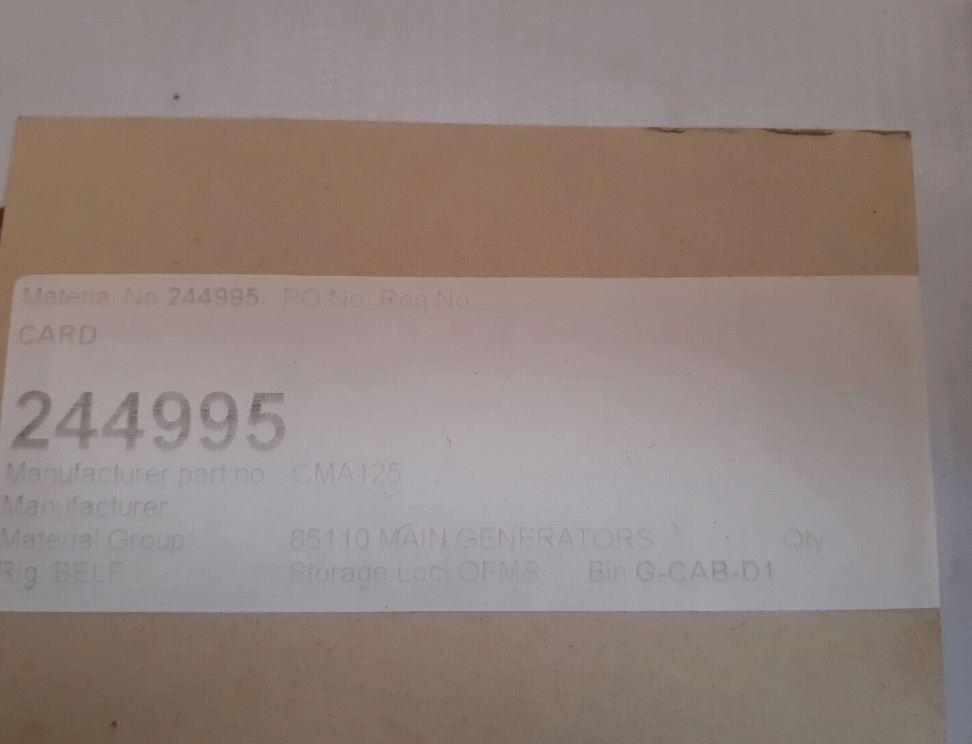 Material No 244995 PO No Req No
CARD
244995
Manufacturer part no CMA125
Manufacturer
Material Group 85110 MAIN GENERATORS Qty
Rig BELF Storage Loc OFMS Bin G-CAB-D1